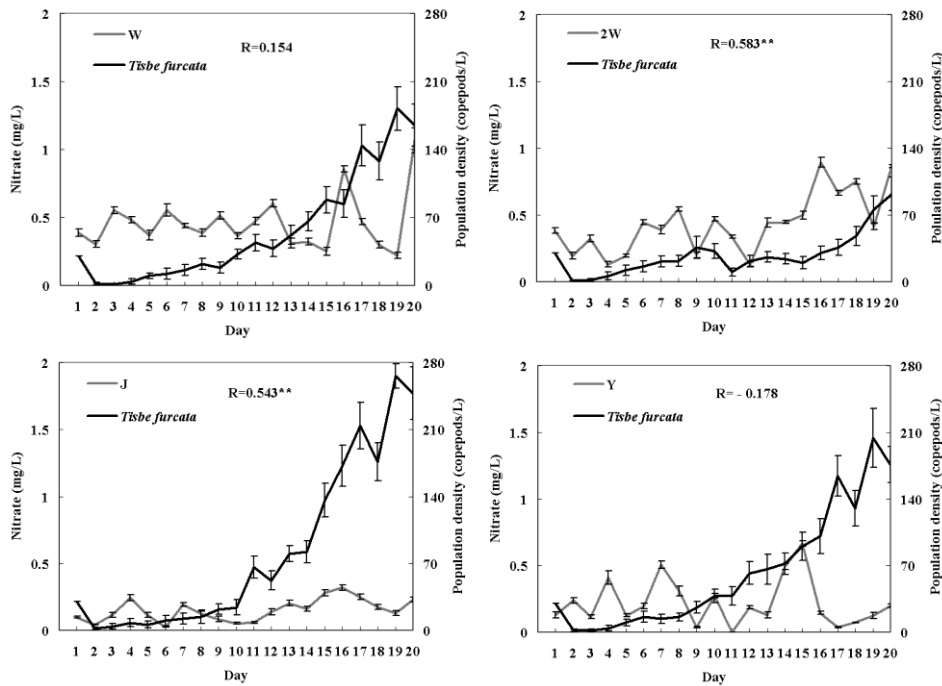 2
1.5
1
0.5
0
Nitrate (mg/L)
W
Tisbe furcata
R=0.154
280
210
140
70
0
Population density (copepods/L)
1 2 3 4 5 6 7 8 9 10 11 12 13 14 15 16 17 18 19 20
Day
2
1.5
1
0.5
0
Nitrate (mg/L)
2W
Tisbe furcata
R=0.583**
280
210
140
70
0
Polulation density (copepods/L)
1 2 3 4 5 6 7 8 9 10 11 12 13 14 15 16 17 18 19 20
Day
2
1.5
1
0.5
0
Nitrate (mg/L)
J
Tisbe furcata
R=0.543**
280
210
140
70
0
Population density (copepods/L)
1 2 3 4 5 6 7 8 9 10 11 12 13 14 15 16 17 18 19 20
Day
2
1.5
1
0.5
0
Nitrate (mg/L)
Y
Tisbe furcata
R= - 0.178
280
210
140
70
0
Population density (copepods/L)
1 2 3 4 5 6 7 8 9 10 11 12 13 14 15 16 17 18 19 20
Day